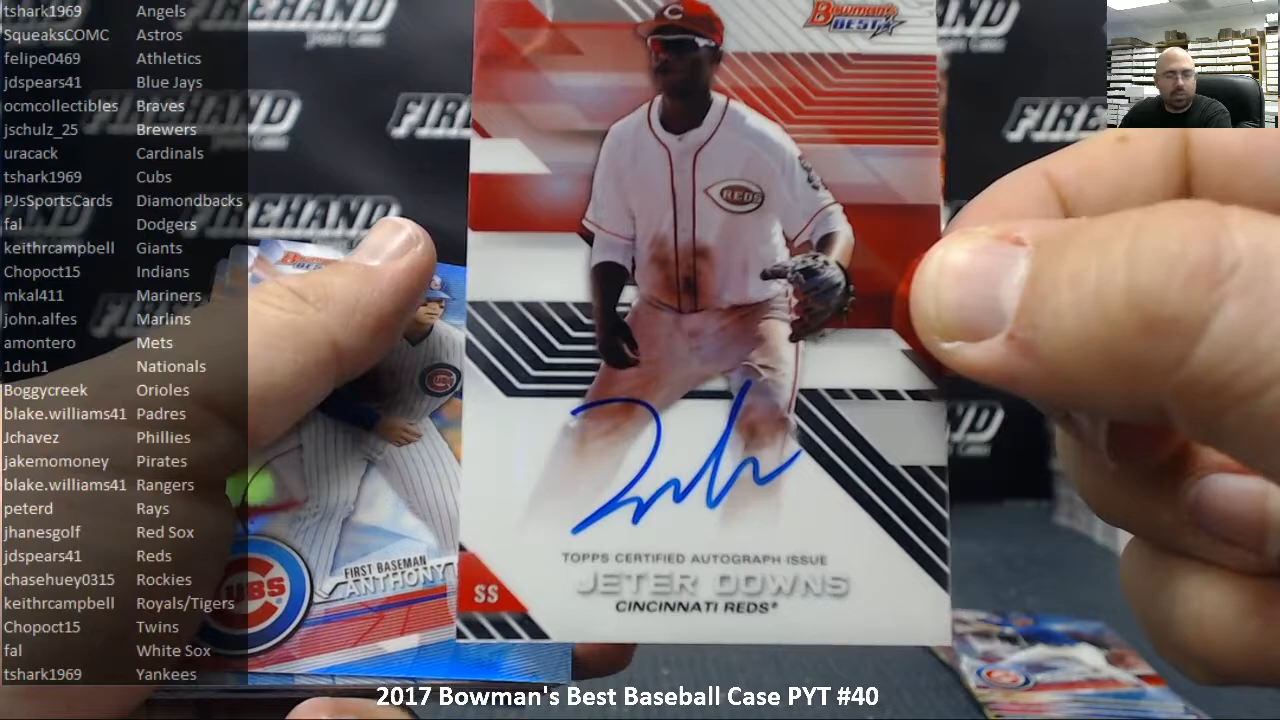 tshark1969 Angels
SqueaksCOMC Astros
felipe0469 Athletics
jdspears41 Blue Jays
ocmcollectibles Braves
jschulz_25 Brewers
uracack Cardinals
tshark1969 Cubs
PJsSportsCards Diamondbacks
fal Dodgers
keithrcampbell Giants
Chopoct15 Indians
mkal411 Mariners
john.alfes Marlins
amontero Mets
1duh1 Nationals
Boggycreek Orioles
blake.williams41 Padres
Jchavez Phillies
jakemomoney Pirates
blake.williams41 Rangers
peterd Rays
jhanesgolf Red Sox
jdspears41 Reds
chasehuey0315 Rockies
keithrcampbell Royals/Tigers
Chopoct15 Twins
fal White Sox
tshark1969 Yankees
FIREHAND
BOWMAN'S
BEST
REDS
TOPPS CERTIFIED AUTOGRAPH ISSUE
JETER DOWNS
SS
CINCINNATI REDS
FIRST BASEMAN
ANTHONY
2017 Bowman's Best Baseball Case PYT #40